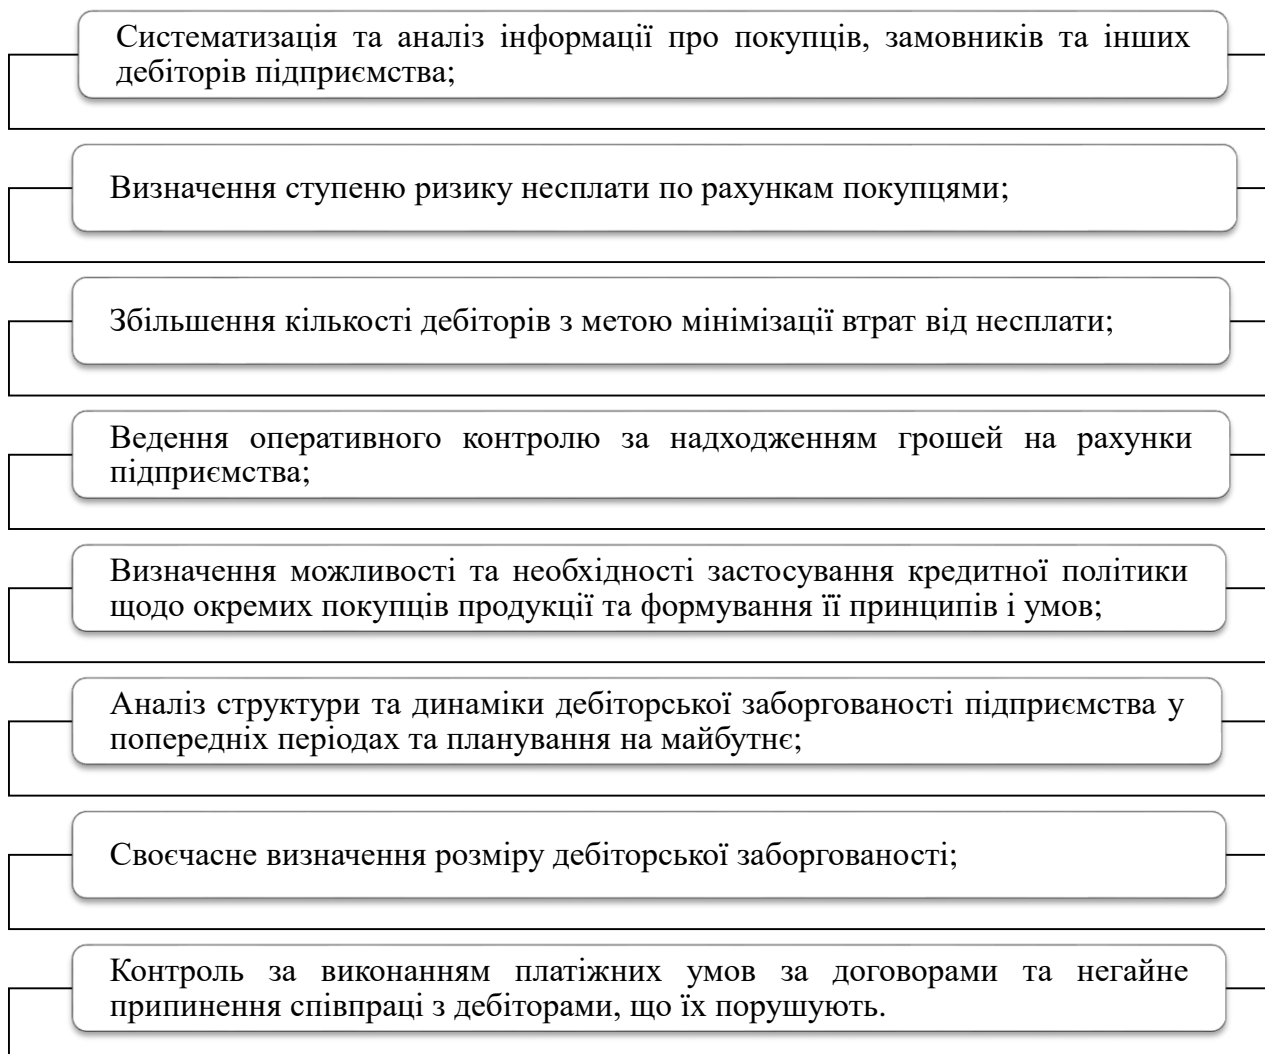 Систематизація та аналіз інформації про покупців, замовників та інших
дебіторів підприємства;
Визначення ступеню ризику несплати по рахункам покупцями;
Збільшення кількості дебіторів з метою мінімізації втрат від несплати;
Ведення оперативного контролю за надходженням грошей на рахунки
підприємства;
Визначення можливості та необхідності застосування кредитної політики
щодо окремих покупців продукції та формування її принципів і умов;
Аналіз структури та динаміки дебіторської заборгованості підприємства у
попередніх періодах та планування на майбутнє;
Своєчасне визначення розміру дебіторської заборгованості;
Контроль за виконанням платіжних умов за договорами та негайне
припинення співпраці з дебіторами, що їх порушують.